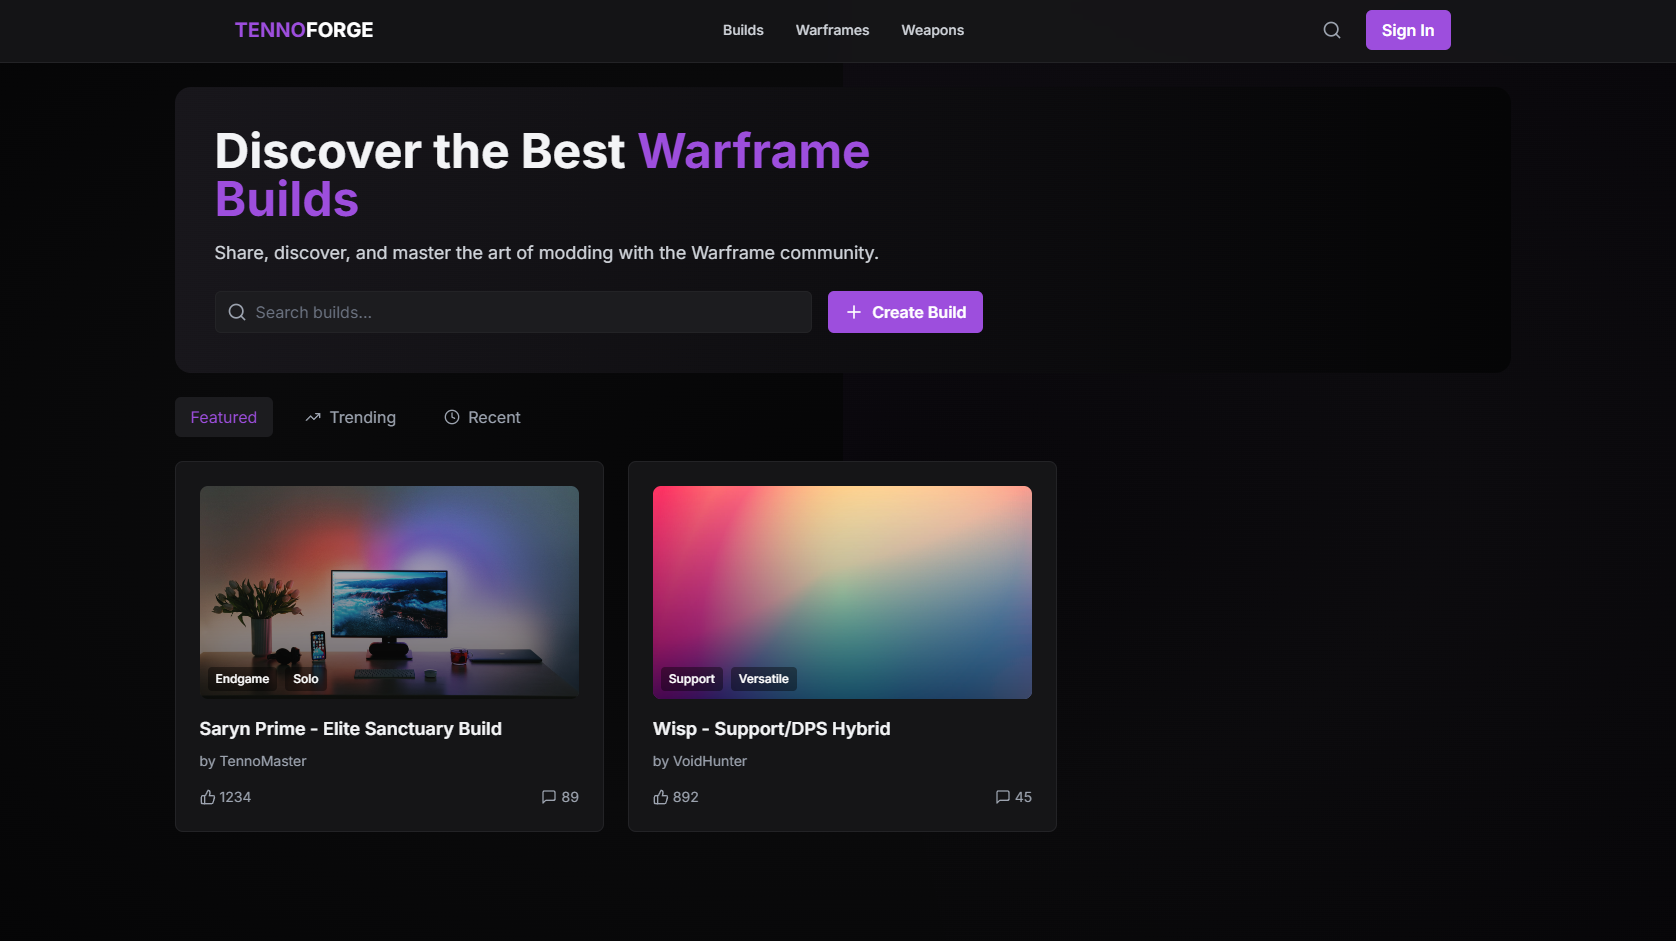 TENNOFORGE
Builds
Warframes
Weapons
Sign In
Discover the Best Warframe
Builds
Share, discover, and master the art of modding with the Warframe community.
Search builds...
Create Build
Featured
Trending
Recent
Endgame
Solo
Saryn Prime - Elite Sanctuary Build
by TennoMaster
1234
89
Support
Versatile
Wisp - Support/DPS Hybrid
by VoidHunter
892
45